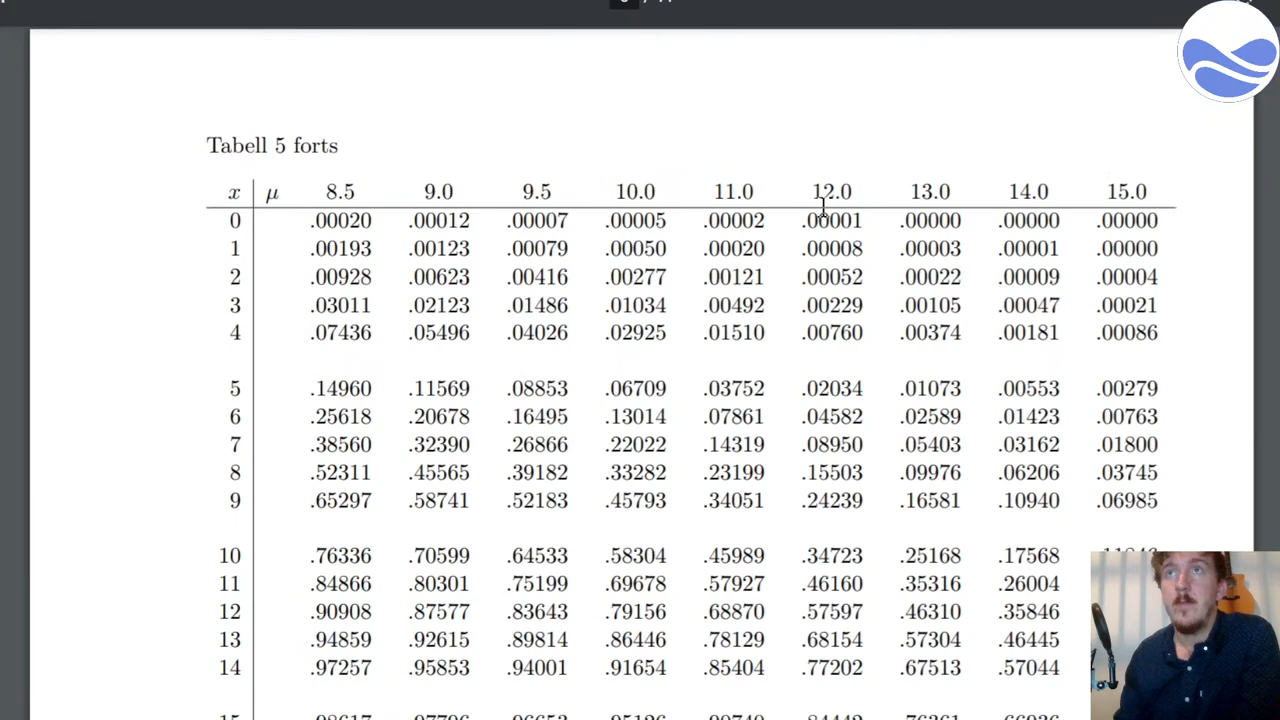 Tabell 5 forts
x μ 8.5 9.0 9.5 10.0 11.0 12.0 13.0 14.0 15.0
0 .00020 .00012 .00007 .00005 .00002 .00001 .00000 .00000 .00000
1 .00193 .00123 .00079 .00050 .00020 .00008 .00003 .00001 .00000
2 .00928 .00623 .00416 .00277 .00121 .00052 .00022 .00009 .00004
3 .03011 .02123 .01486 .01034 .00492 .00229 .00105 .00047 .00021
4 .07436 .05496 .04026 .02925 .01510 .00760 .00374 .00181 .00086
5 .14960 .11569 .08853 .06709 .03752 .02034 .01073 .00553 .00279
6 .25618 .20678 .16495 .13014 .07861 .04582 .02589 .01423 .00763
7 .38560 .32390 .26866 .22022 .14319 .08950 .05403 .03162 .01800
8 .52311 .45565 .39182 .33282 .23199 .15503 .09976 .06206 .03745
9 .65297 .58741 .52183 .45793 .34051 .24239 .16581 .10940 .06985
10 .76336 .70599 .64533 .58304 .45989 .34723 .25168 .17568
11 .84866 .80301 .75199 .69678 .57927 .46160 .35316 .26004
12 .90908 .87577 .83643 .79156 .68870 .57597 .46310 .35846
13 .94859 .92615 .89814 .86446 .78129 .68154 .57304 .46445
14 .97257 .95853 .94001 .91654 .85404 .77202 .67513 .57044